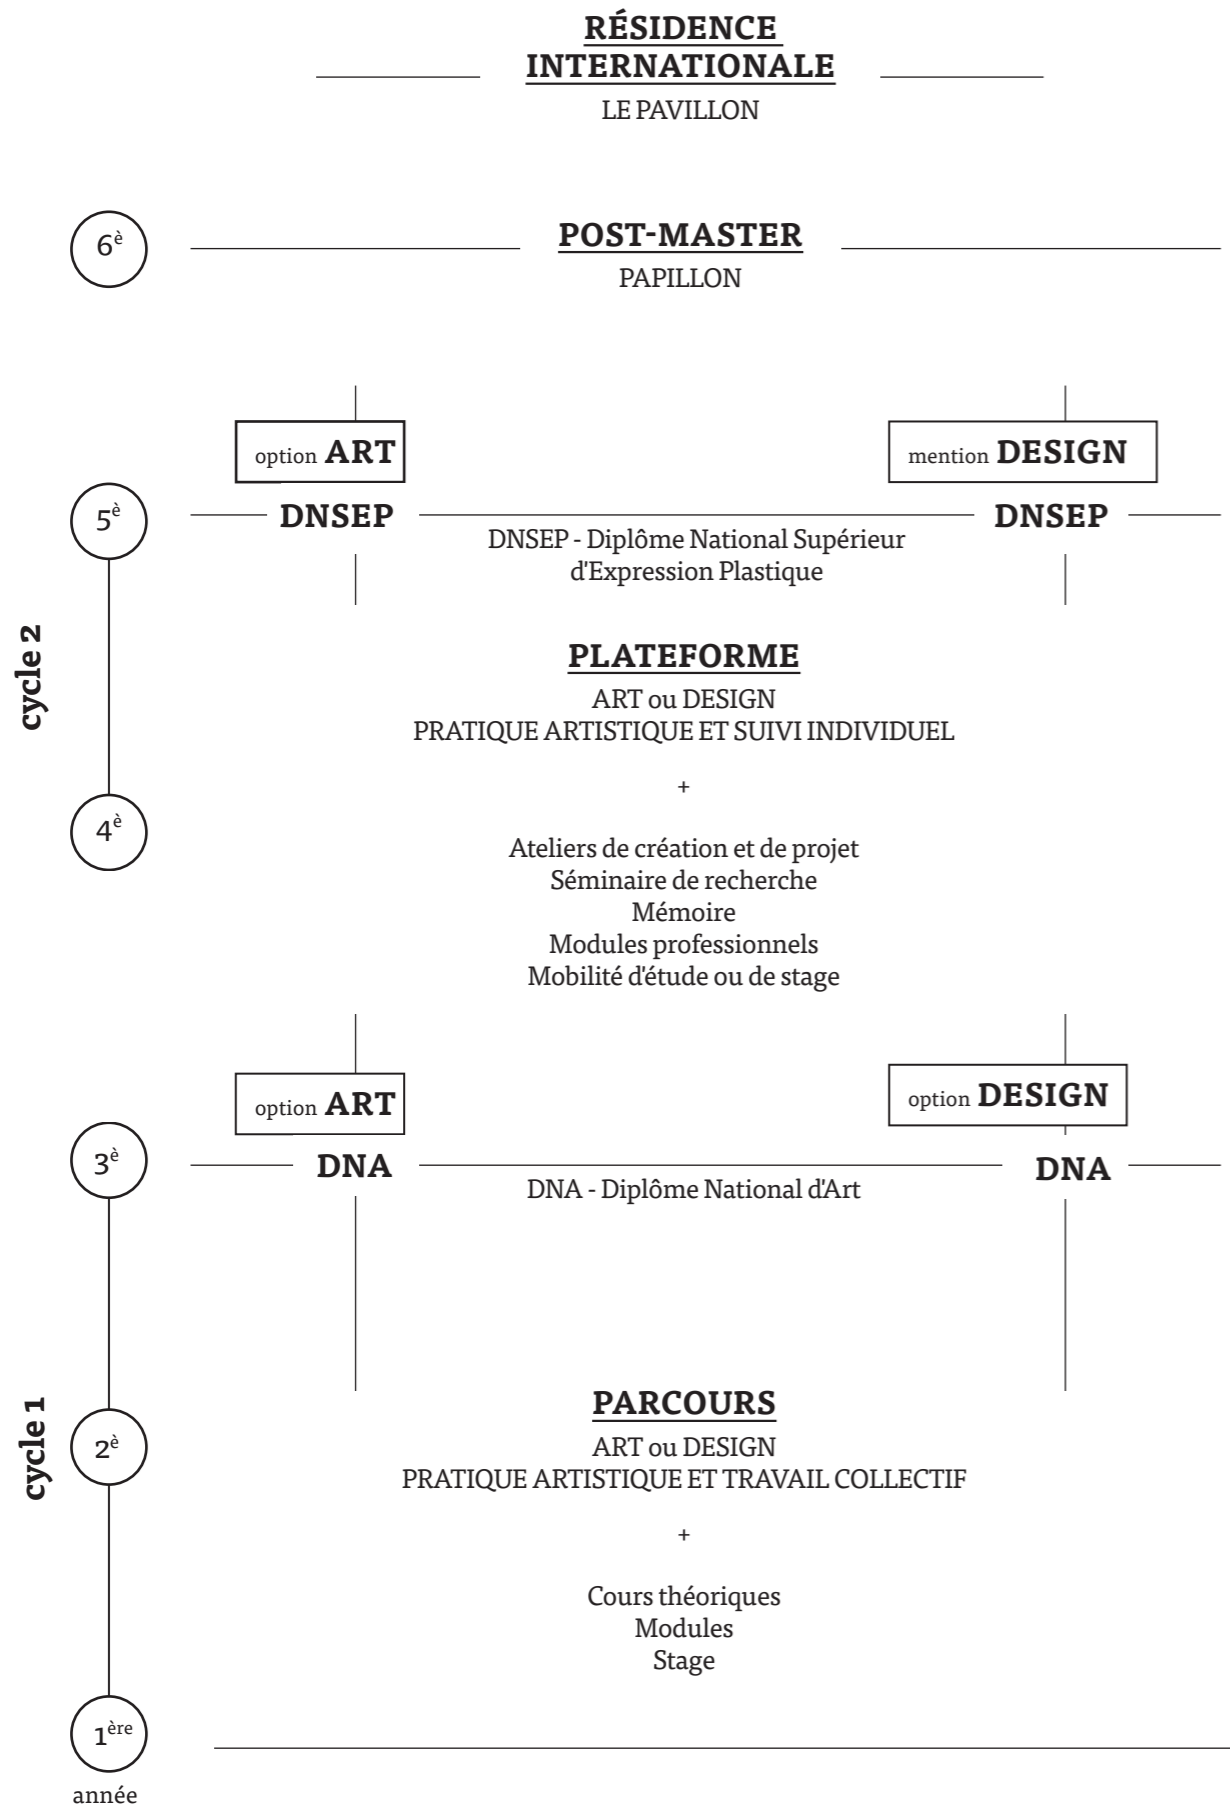 RÉSIDENCE
INTERNATIONALE
LE PAVILLON
6è
POST-MASTER
PAPILLON
option ART
mention DESIGN
5è
DNSEP
DNSEP
DNSEP - Diplôme National Supérieur
d'Expression Plastique
cycle 2
PLATEFORME
ART ou DESIGN
PRATIQUE ARTISTIQUE ET SUIVI INDIVIDUEL
+
4è
Ateliers de création et de projet
Séminaire de recherche
Mémoire
Modules professionnels
Mobilité d'étude ou de stage
option ART
option DESIGN
3è
DNA
DNA
DNA - Diplôme National d'Art
cycle 1
PARCOURS
2è
ART ou DESIGN
PRATIQUE ARTISTIQUE ET TRAVAIL COLLECTIF
+
Cours théoriques
Modules
Stage
1ère
année